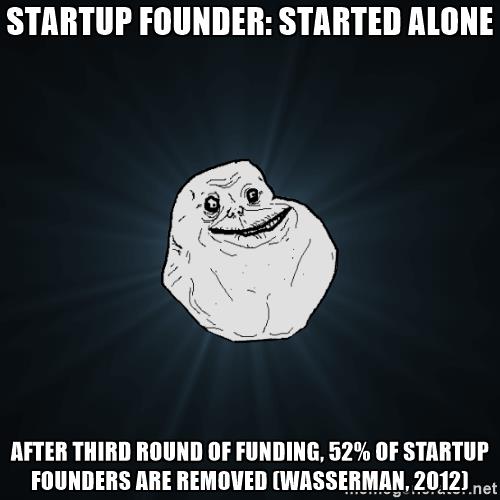 STARTUP FOUNDER: STARTED ALONE
AFTER THIRD ROUND OF FUNDING, 52% OF STARTUP
FOUNDERS ARE REMOVED (WASSERMAN, 2012)